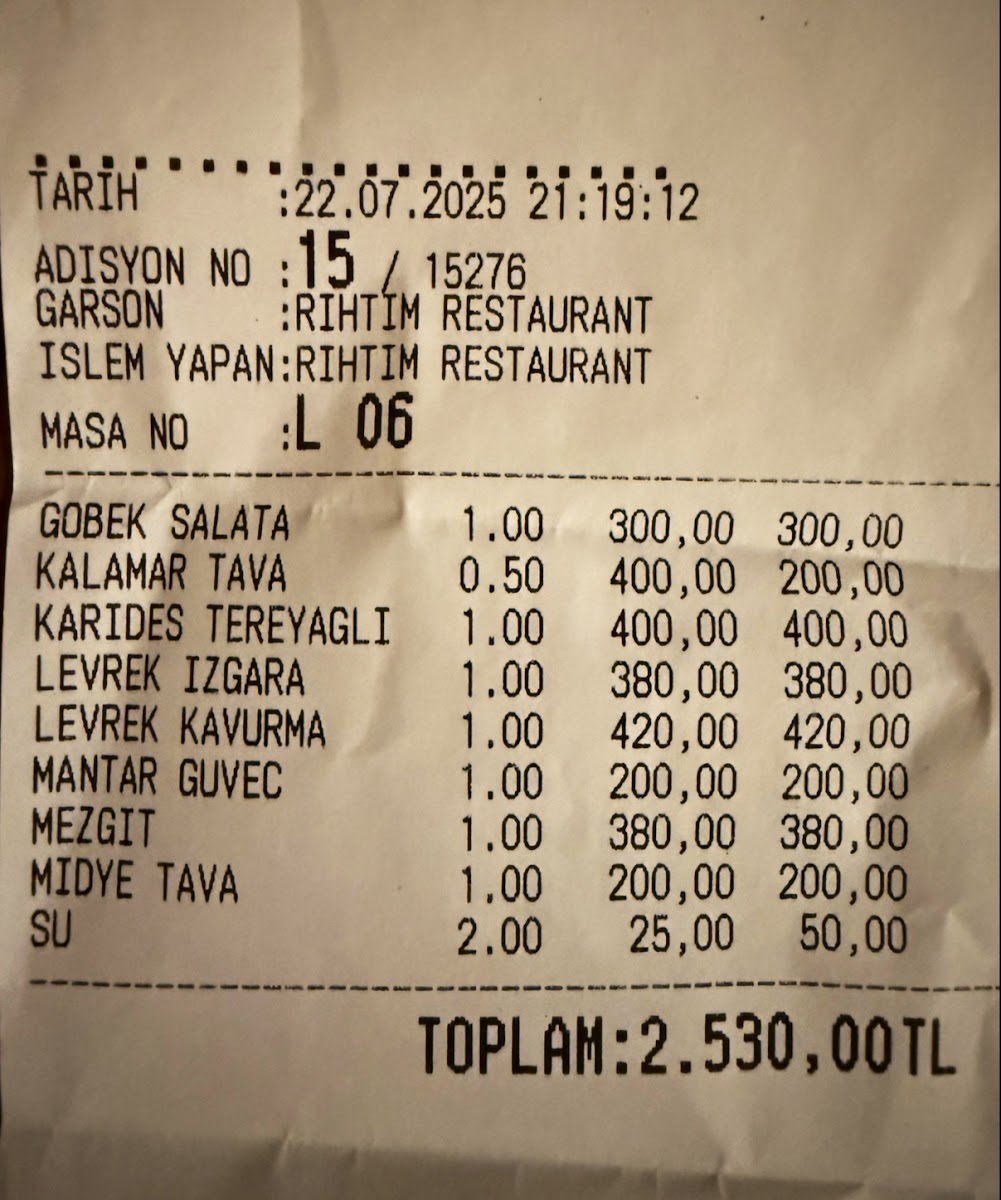 TARİH :22.07.2025 21:19:12
ADISYON NO :15 / 15276
GARSON :RIHTIM RESTAURANT
ISLEM YAPAN:RIHTIM RESTAURANT
MASA NO :L 06
GOBEK SALATA 1.00 300,00 300,00
KALAMAR TAVA 0.50 400,00 200,00
KARIDES TEREYAGLI 1.00 400,00 400,00
LEVREK IZGARA 1.00 380,00 380,00
LEVREK KAVURMA 1.00 420,00 420,00
MANTAR GUVEC 1.00 200,00 200,00
MEZGIT 1.00 380,00 380,00
MIDYE TAVA 1.00 200,00 200,00
SU 2.00 25,00 50,00
TOPLAM:2.530,00TL